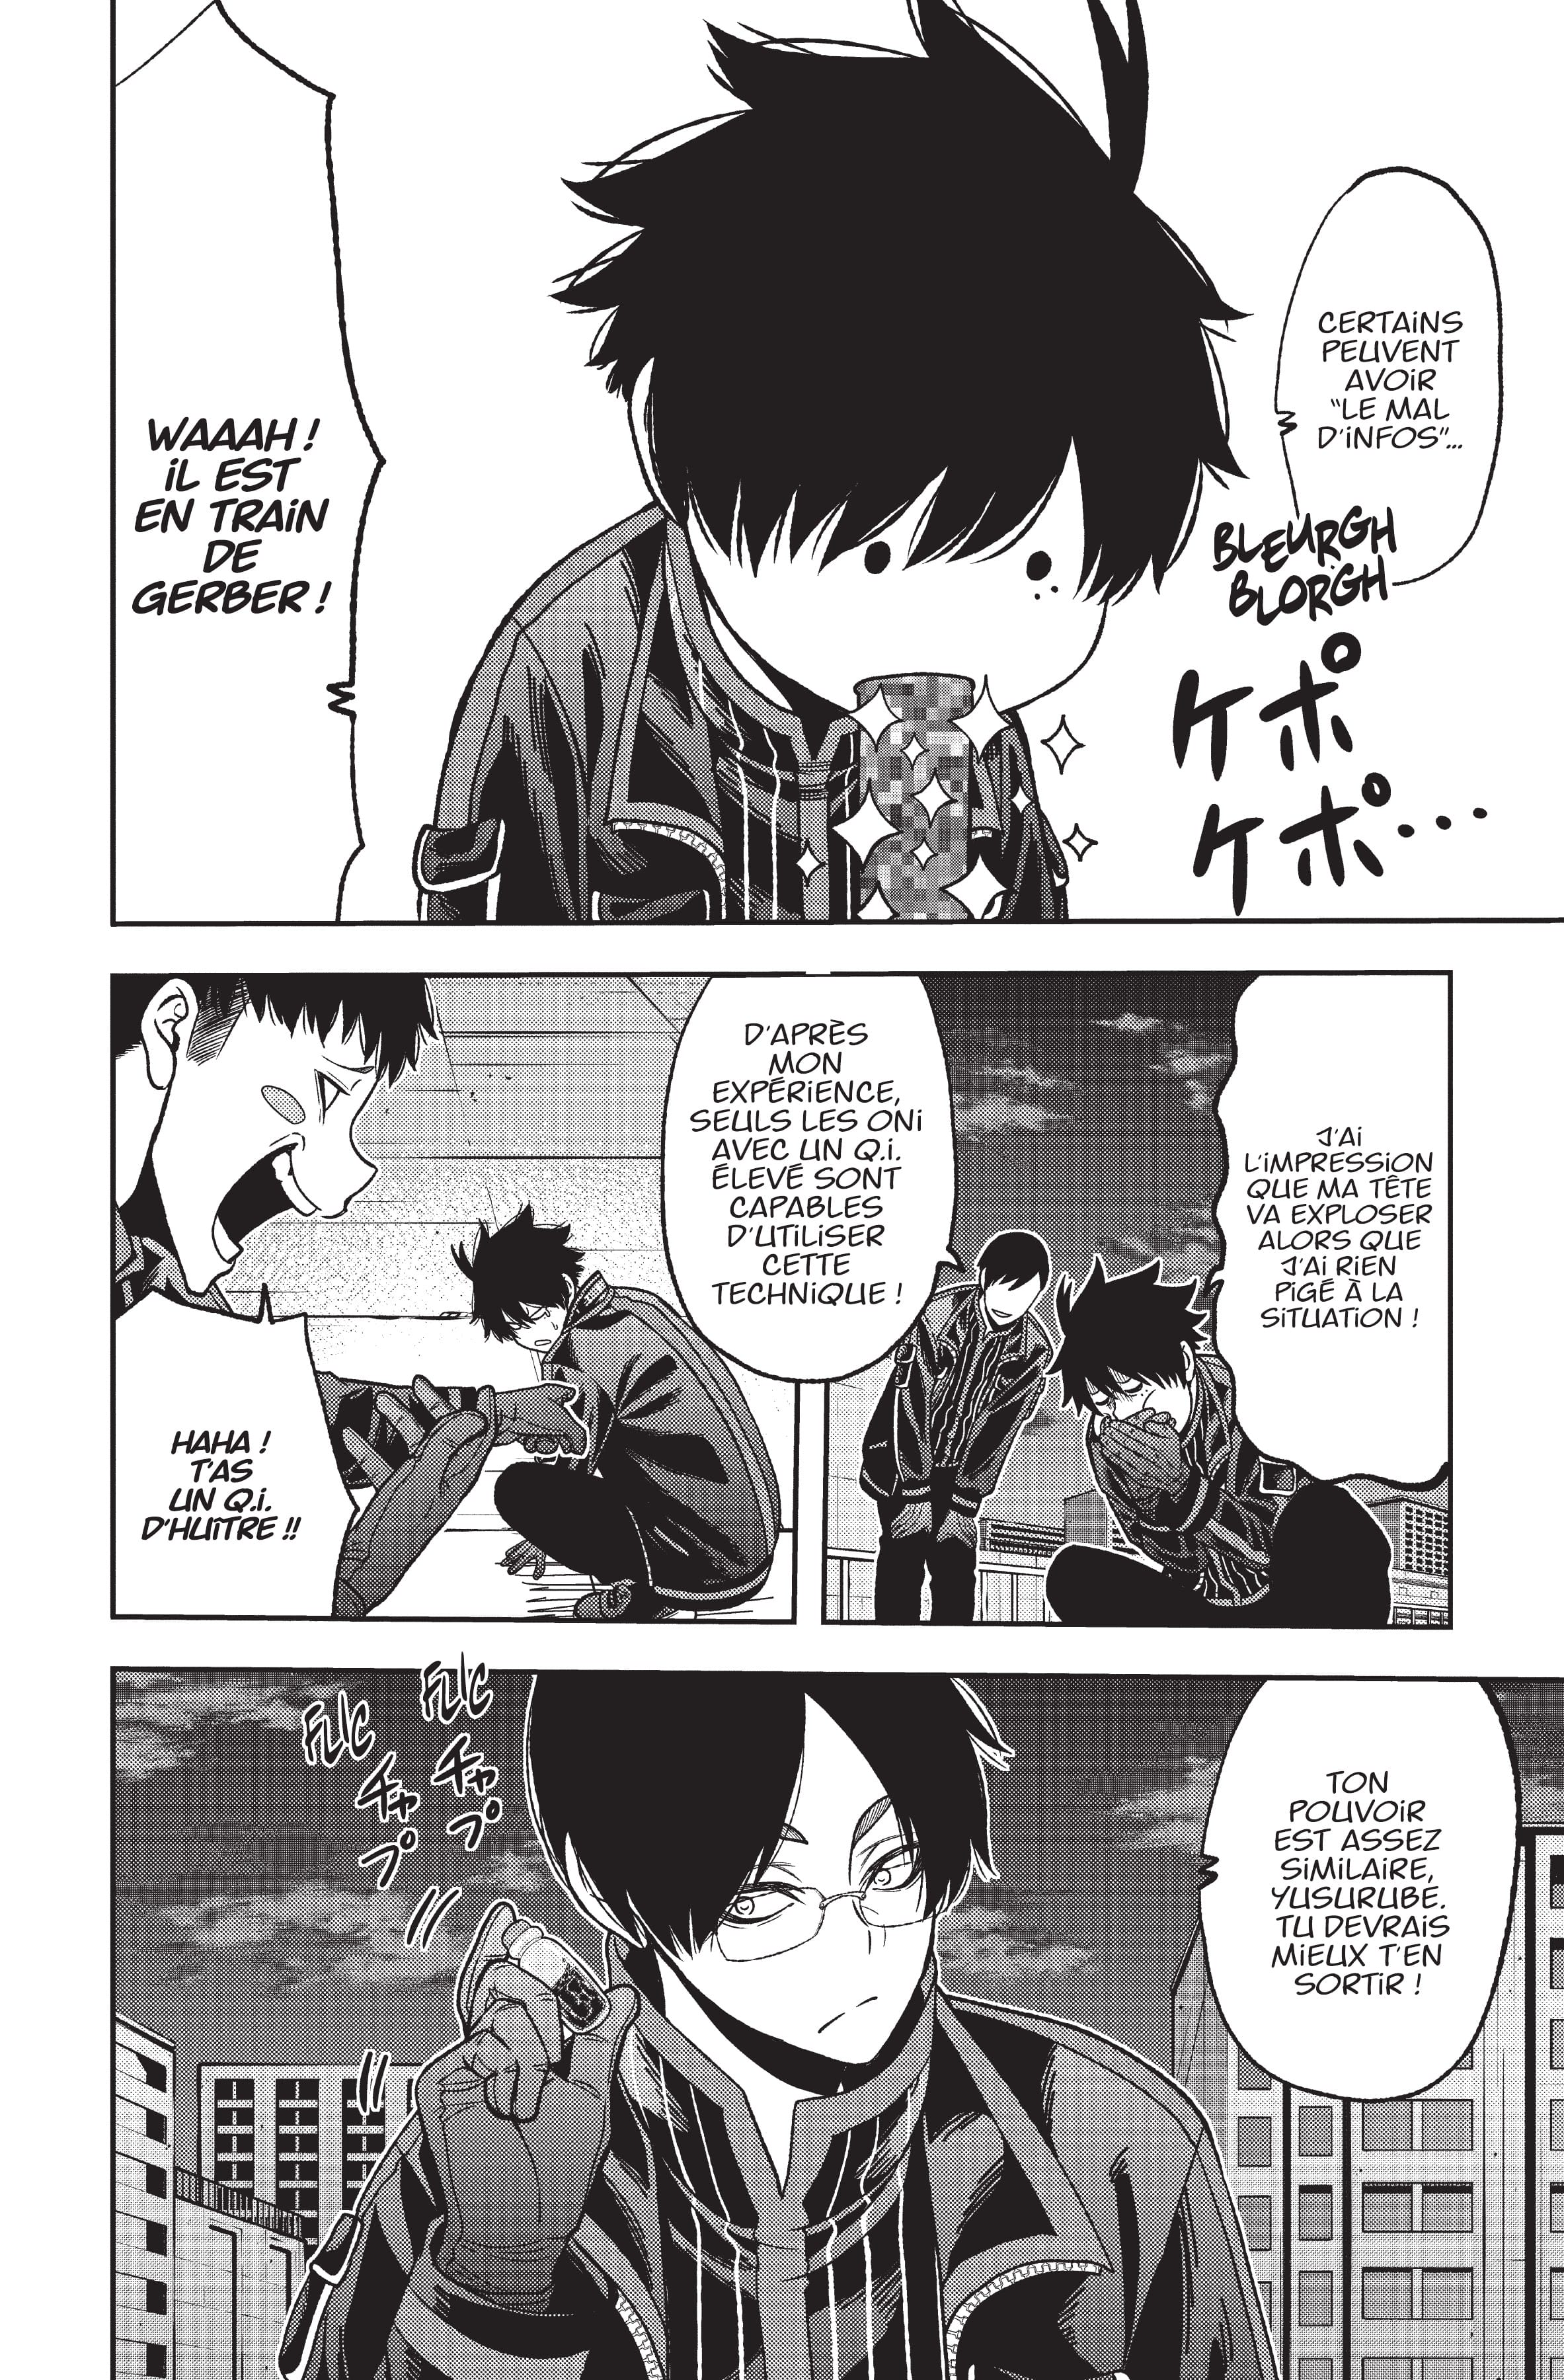 CERTAINS
PEUVENT
AVOIR
“LE MAL
D’INFOS”...
BLEURGH
BLORGH
ケポ
ケポ...
WAAAH !
IL EST
EN TRAIN
DE
GERBER !
J’AI
L’IMPRESSION
QUE MA TÊTE
VA EXPLOSER
ALORS QUE
J’AI RIEN
PIGÉ À LA
SITUATION !
D’APRÈS
MON
EXPÉRIENCE,
SEULS LES ONI
AVEC UN Q.I.
ÉLEVÉ SONT
CAPABLES
D’UTILISER
CETTE
TECHNIQUE !
HAHA !
T’AS
UN Q.I.
D’HUÎTRE !!
TON
POUVOIR
EST ASSEZ
SIMILAIRE,
YUSURUBE.
TU DEVRAIS
MIEUX T’EN
SORTIR !
FLIC
チャプ
FLIC
チャプ